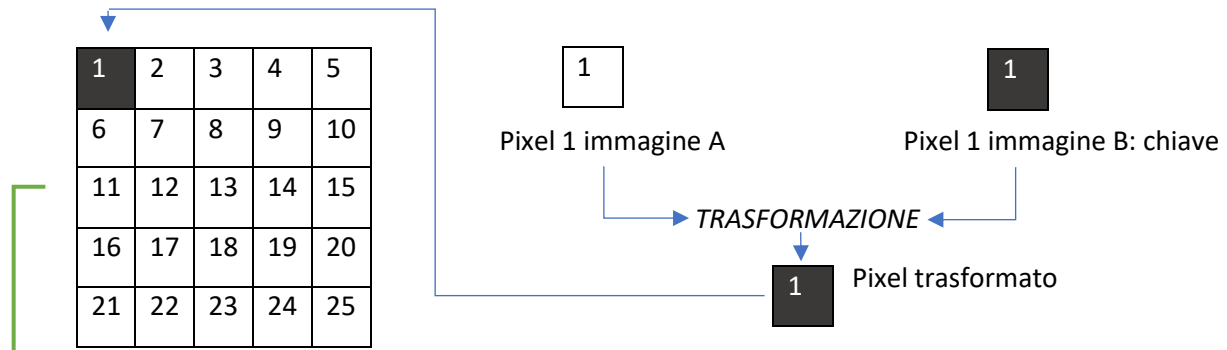 1 2 3 4 5
6 7 8 9 10
11 12 13 14 15
16 17 18 19 20
21 22 23 24 25
1
Pixel 1 immagine A
1
Pixel 1 immagine B: chiave
TRASFORMAZIONE
1
Pixel trasformato